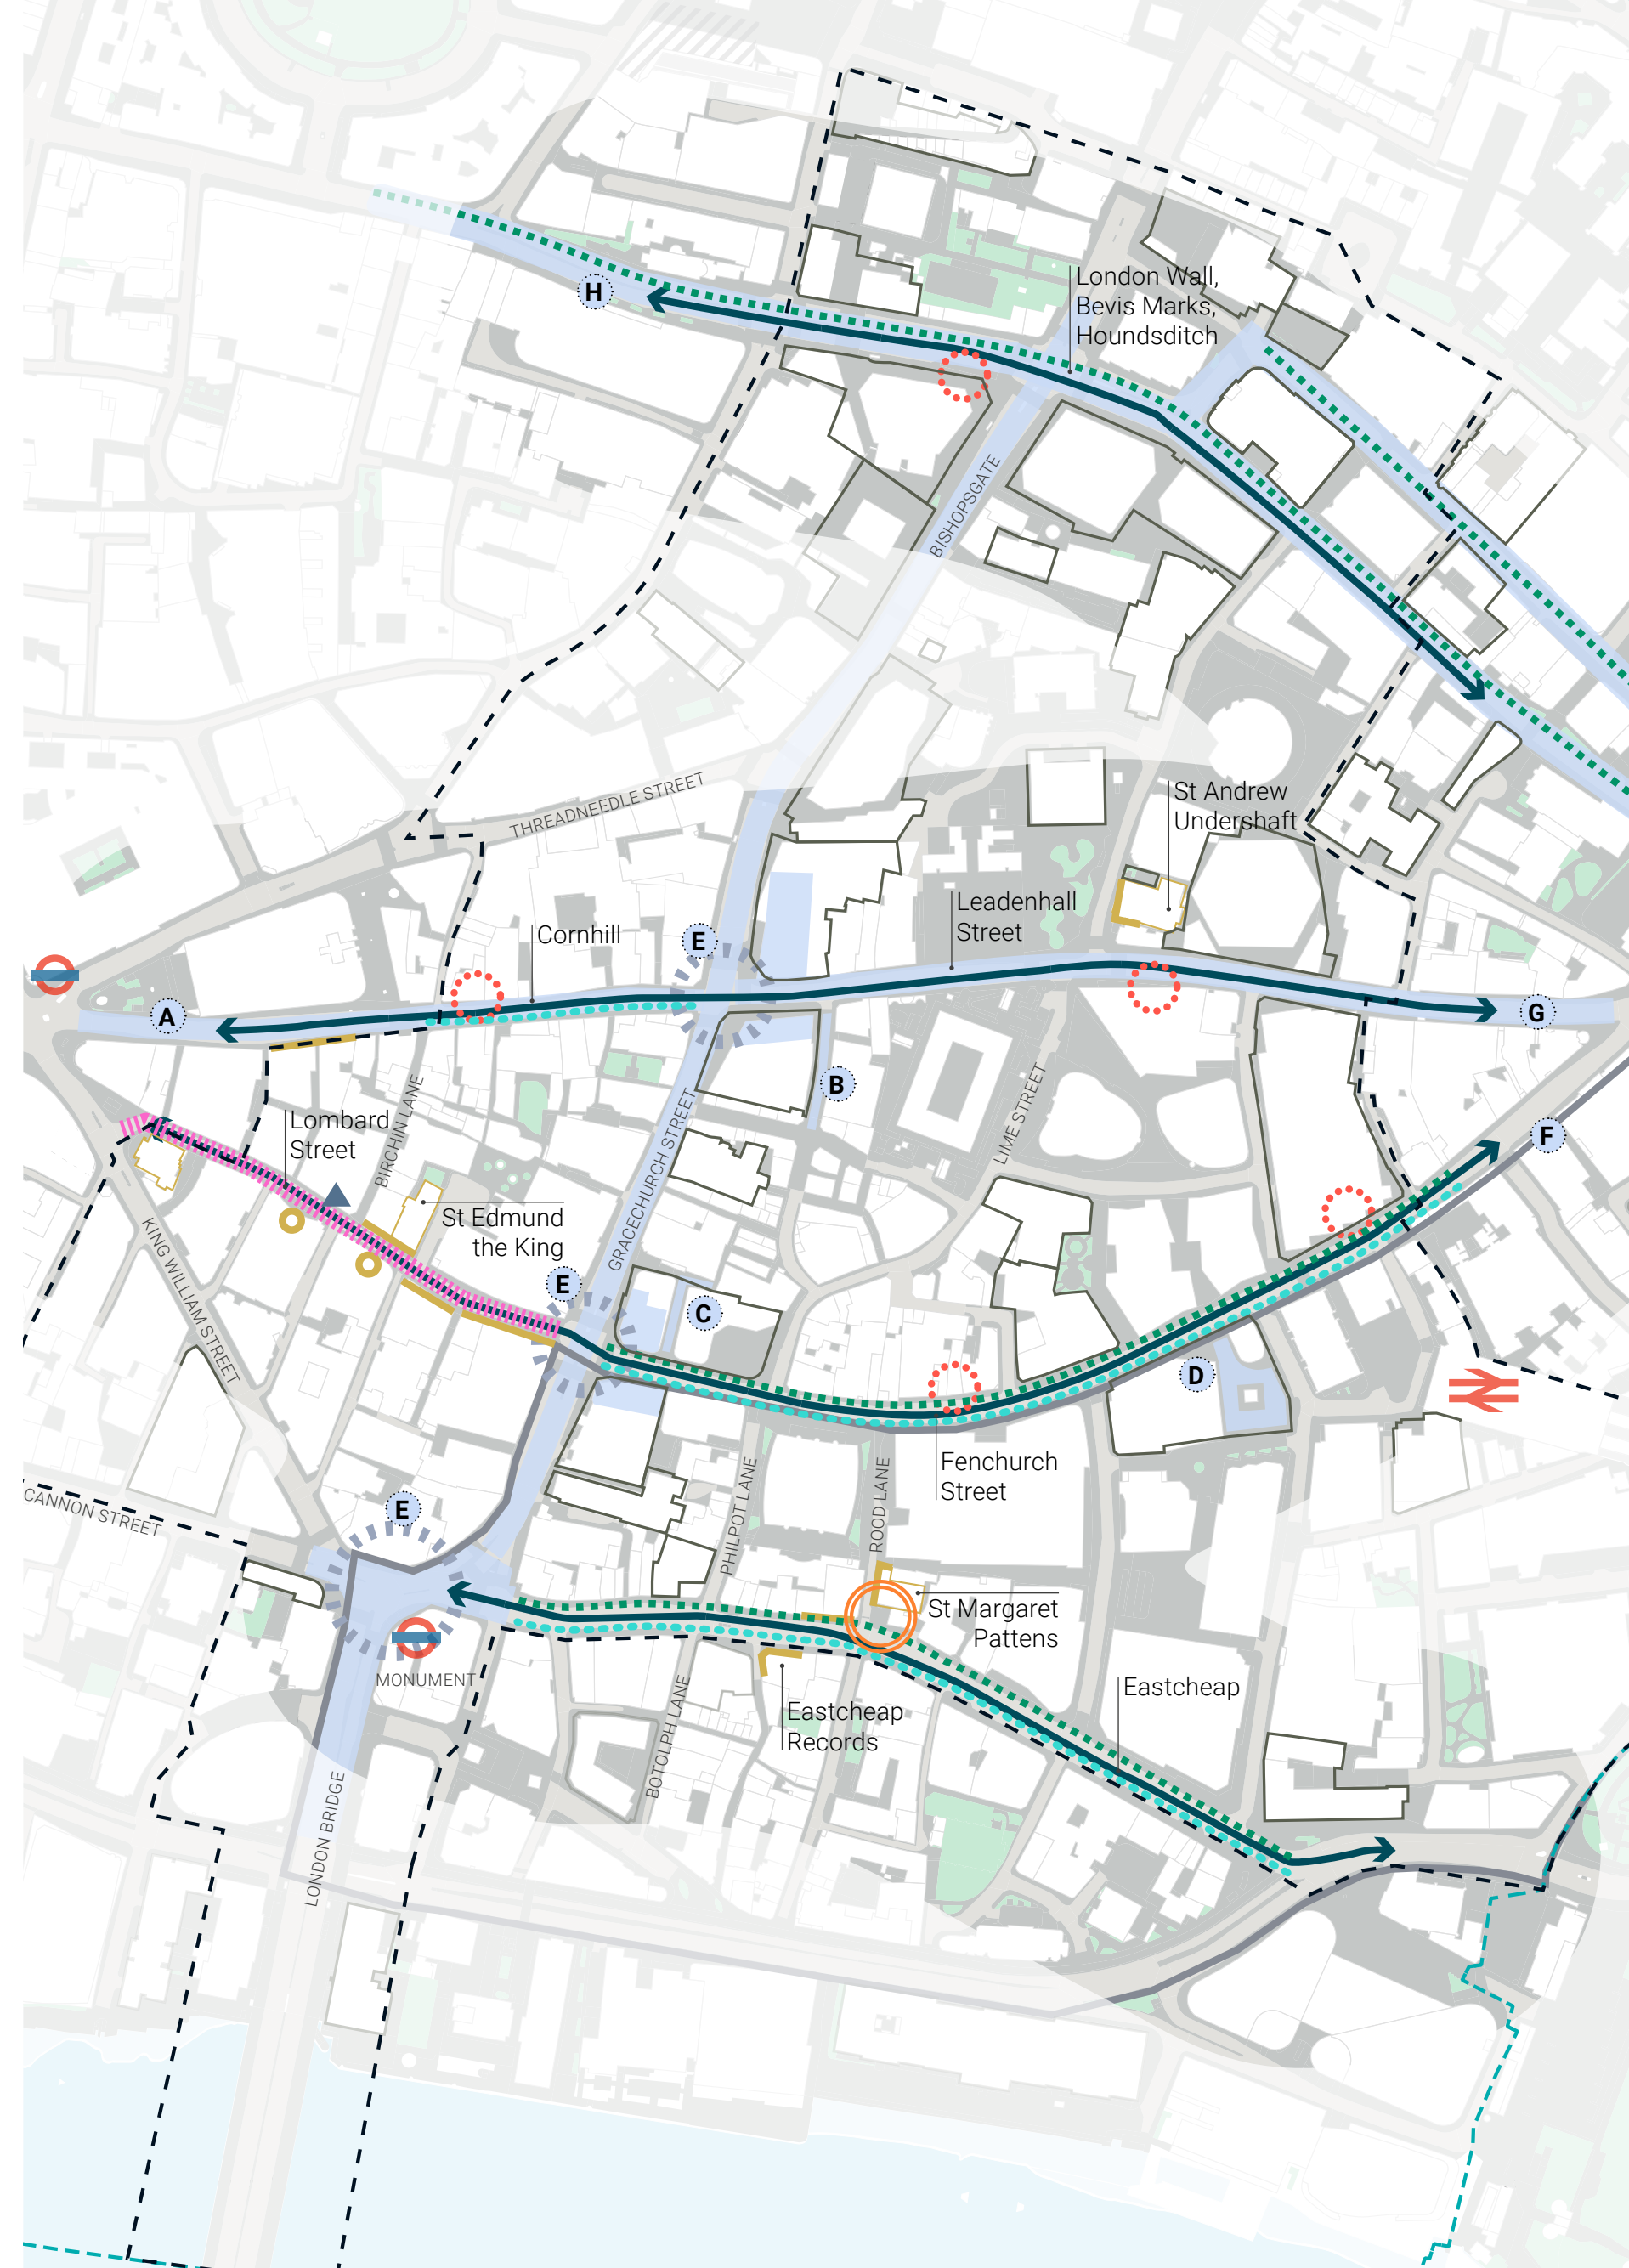 H
London Wall,
Bevis Marks,
Houndsditch
BISHOPSGATE
THREADNEEDLE STREET
St Andrew
Undershaft
Leadenhall
Street
Cornhill
E
A
G
B
Lombard
Street
BIRCHIN LANE
LIME STREET
F
St Edmund
the King
GRACECHURCH STREET
KING WILLIAM STREET
E
C
D
Fenchurch
Street
CANNON STREET
E
PHILPOT LANE
ROOD LANE
St Margaret
Pattens
MONUMENT
BOTOLPH LANE
Eastcheap
Records
Eastcheap
LONDON BRIDGE